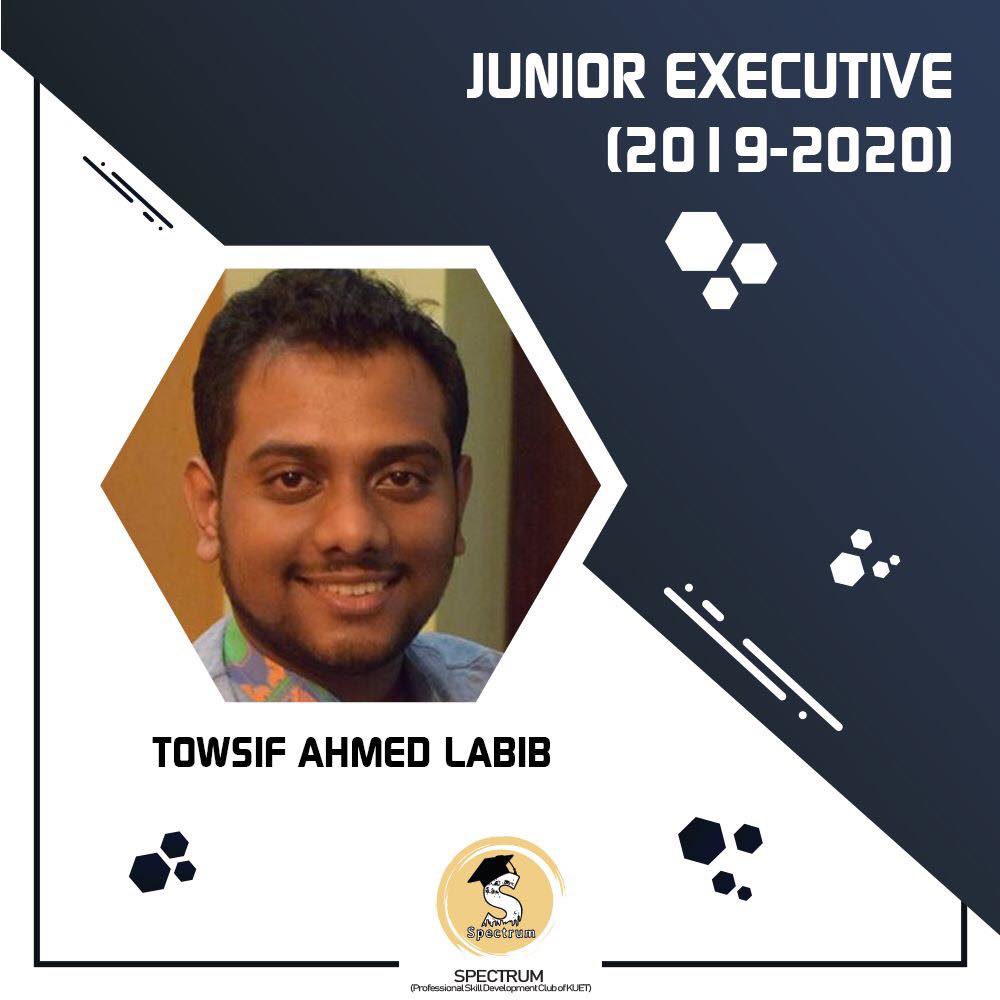 JUNIOR EXECUTIVE
(2019-2020)
TOWSIF AHMED LABIB
Spectrum
SPECTRUM
(Professional Skill Development Club of KUET)